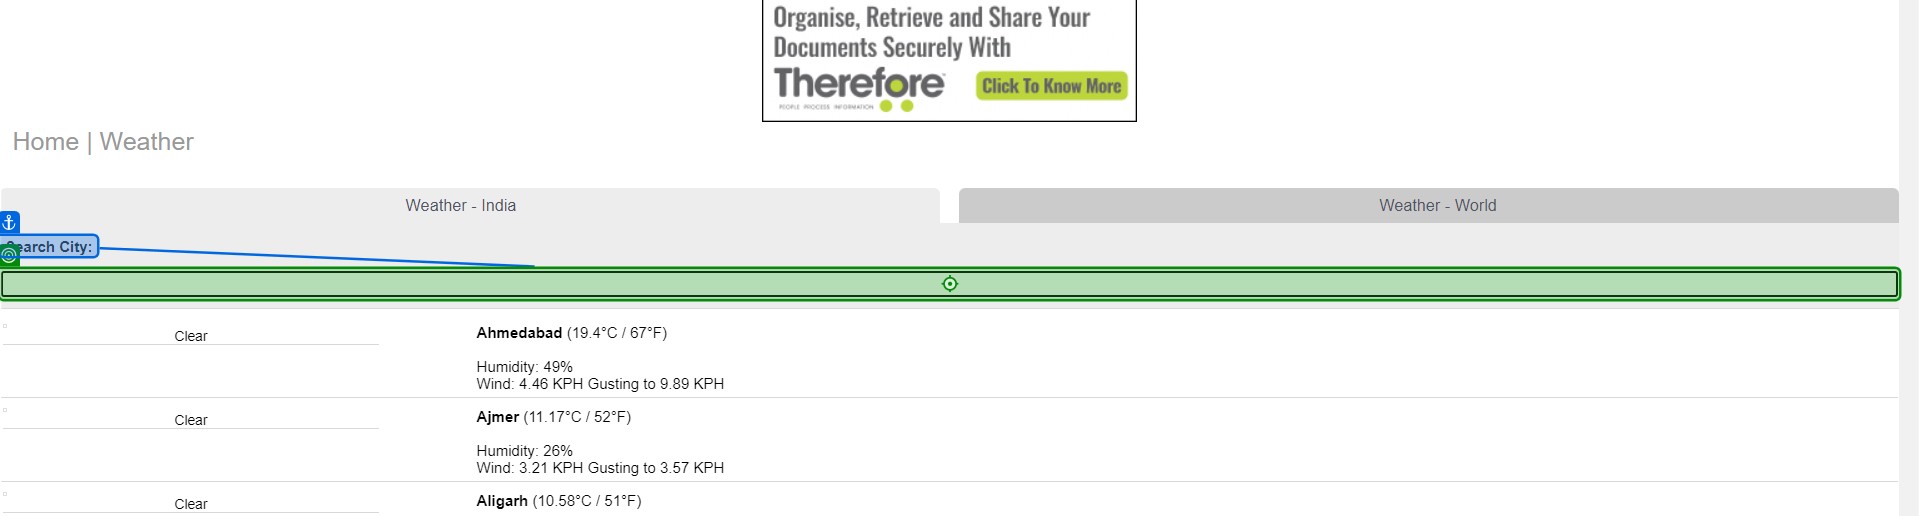 Organise, Retrieve and Share Your
Documents Securely With
Therefore™
PEOPLE PROCESS INFORMATION
Click To Know More
Home | Weather
Weather - India
Weather - World
Search City:
Clear
Ahmedabad (19.4°C / 67°F)
Humidity: 49%
Wind: 4.46 KPH Gusting to 9.89 KPH
Clear
Ajmer (11.17°C / 52°F)
Humidity: 26%
Wind: 3.21 KPH Gusting to 3.57 KPH
Clear
Aligarh (10.58°C / 51°F)